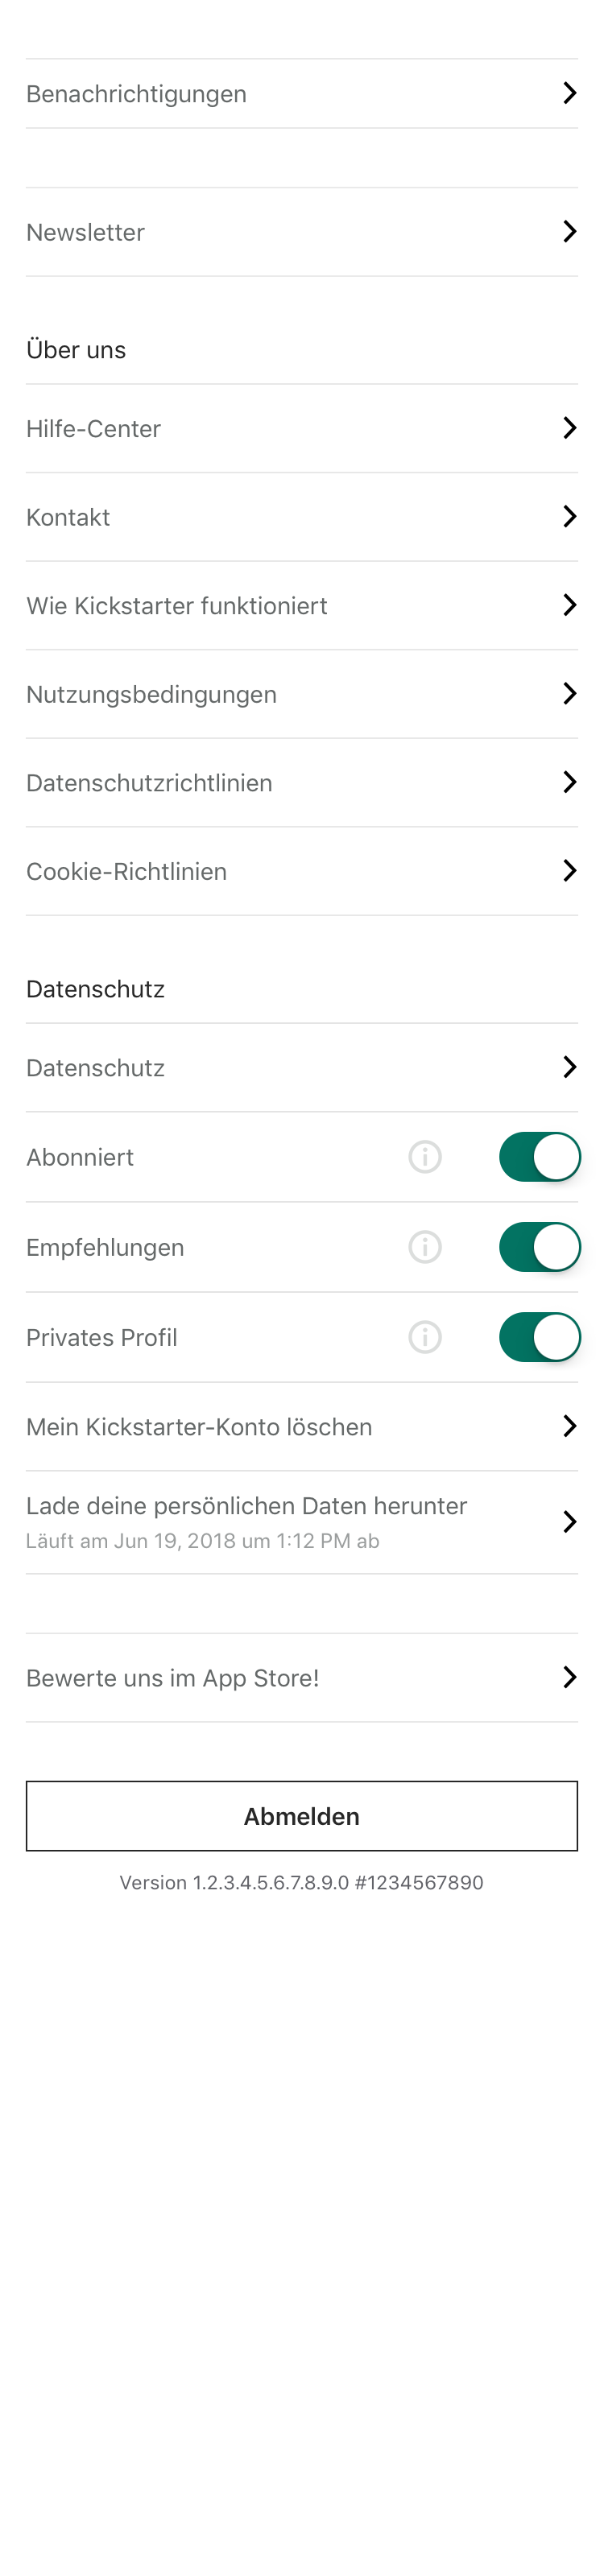 Benachrichtigungen
Newsletter
Über uns
Hilfe-Center
Kontakt
Wie Kickstarter funktioniert
Nutzungsbedingungen
Datenschutzrichtlinien
Cookie-Richtlinien
Datenschutz
Datenschutz
Abonniert
Empfehlungen
Privates Profil
Mein Kickstarter-Konto löschen
Lade deine persönlichen Daten herunter
Läuft am Jun 19, 2018 um 1:12 PM ab
Bewerte uns im App Store!
Abmelden
Version 1.2.3.4.5.6.7.8.9.0 #1234567890